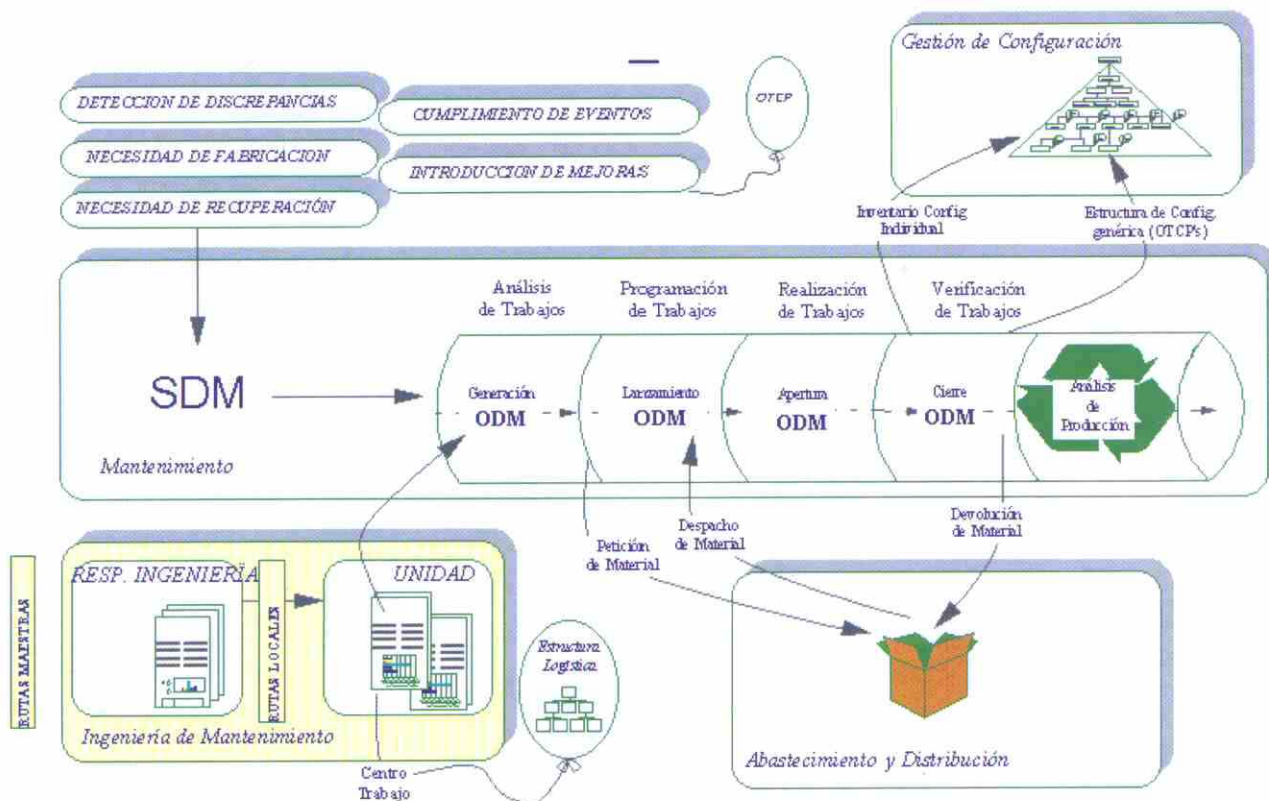 Gestión de Configuración
DETECCION DE DISCREPANCIAS
CUMPLIMIENTO DE EVENTOS
OTCP
NECESIDAD DE FABRICACION
INTRODUCCION DE MEJORAS
NECESIDAD DE RECUPERACIÓN
Inventario Config
Individual
Estructura de Config.
genérica (OTCP's)
Análisis
de Trabajos
Programación
de Trabajos
Realización
de Trabajos
Verificación
de Trabajos
SDM
Generación
ODM
Lanzamiento
ODM
Apertura
ODM
Cierre
ODM
Análisis
de
Producción
Mantenimiento
Petición
de Material
Despacho
de Material
Devolución
de Material
RUTAS MAESTRAS
RESP. INGENIERÏA
RUTAS LOCALES
UNIDAD
Ingeniería de Mantenimiento
Estructura
Logística
Centro
Trabajo
Abastecimiento y Distribución